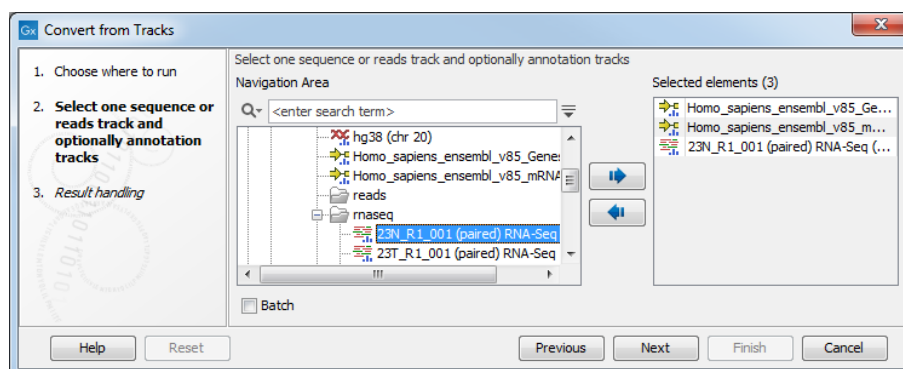 Gx Convert from Tracks
1. Choose where to run
2. Select one sequence or
reads track and
optionally annotation
tracks
3. Result handling
Select one sequence or reads track and optionally annotation tracks
Navigation Area
<enter search term>
hg38 (chr 20)
Homo_sapiens_ensembl_v85_Genes
Homo_sapiens_ensembl_v85_mRNA
reads
rnaseq
23N_R1_001 (paired) RNA-Seq
23T_R1_001 (paired) RNA-Seq
Batch
Selected elements (3)
Homo_sapiens_ensembl_v85_Ge...
Homo_sapiens_ensembl_v85_m...
23N_R1_001 (paired) RNA-Seq (...
Help
Reset
Previous
Next
Finish
Cancel